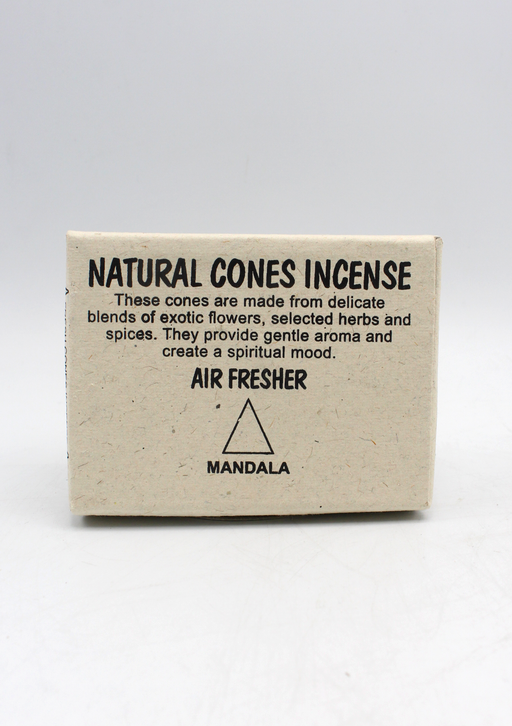 NATURAL CONES INCENSE
These cones are made from delicate
blends of exotic flowers, selected herbs and
spices. They provide gentle aroma and
create a spiritual mood.
AIR FRESHER
MANDALA